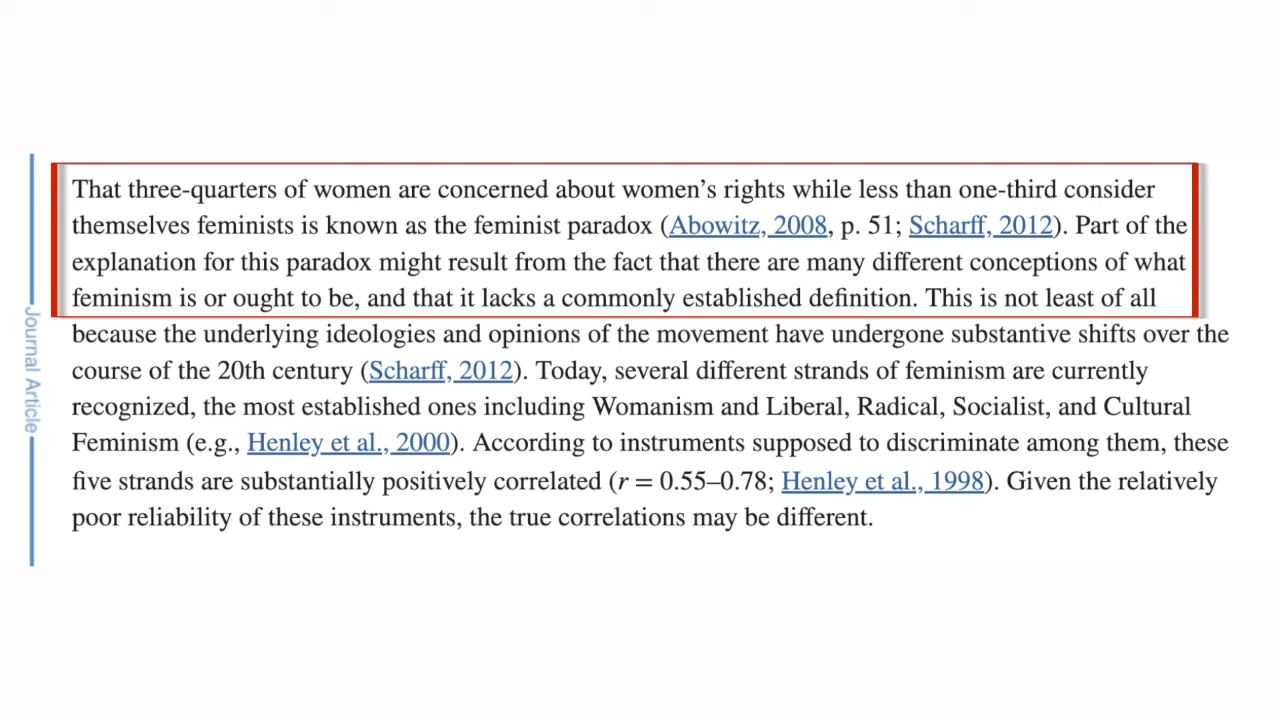 That three-quarters of women are concerned about women’s rights while less than one-third consider
themselves feminists is known as the feminist paradox (Abowitz, 2008, p. 51; Scharff, 2012). Part of the
explanation for this paradox might result from the fact that there are many different conceptions of what
feminism is or ought to be, and that it lacks a commonly established definition. This is not least of all
because the underlying ideologies and opinions of the movement have undergone substantive shifts over the
course of the 20th century (Scharff, 2012). Today, several different strands of feminism are currently
recognized, the most established ones including Womanism and Liberal, Radical, Socialist, and Cultural
Feminism (e.g., Henley et al., 2000). According to instruments supposed to discriminate among them, these
five strands are substantially positively correlated (r = 0.55–0.78; Henley et al., 1998). Given the relatively
poor reliability of these instruments, the true correlations may be different.
Journal Article